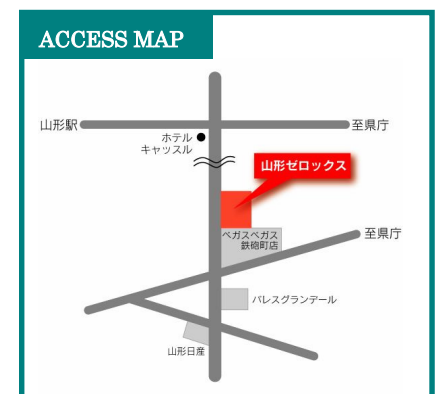 ACCESS MAP
山形駅
至県庁
ホテル
キャッスル
山形ゼロックス
ベガスベガス
鉄砲町店
至県庁
パレスグランデール
山形日産